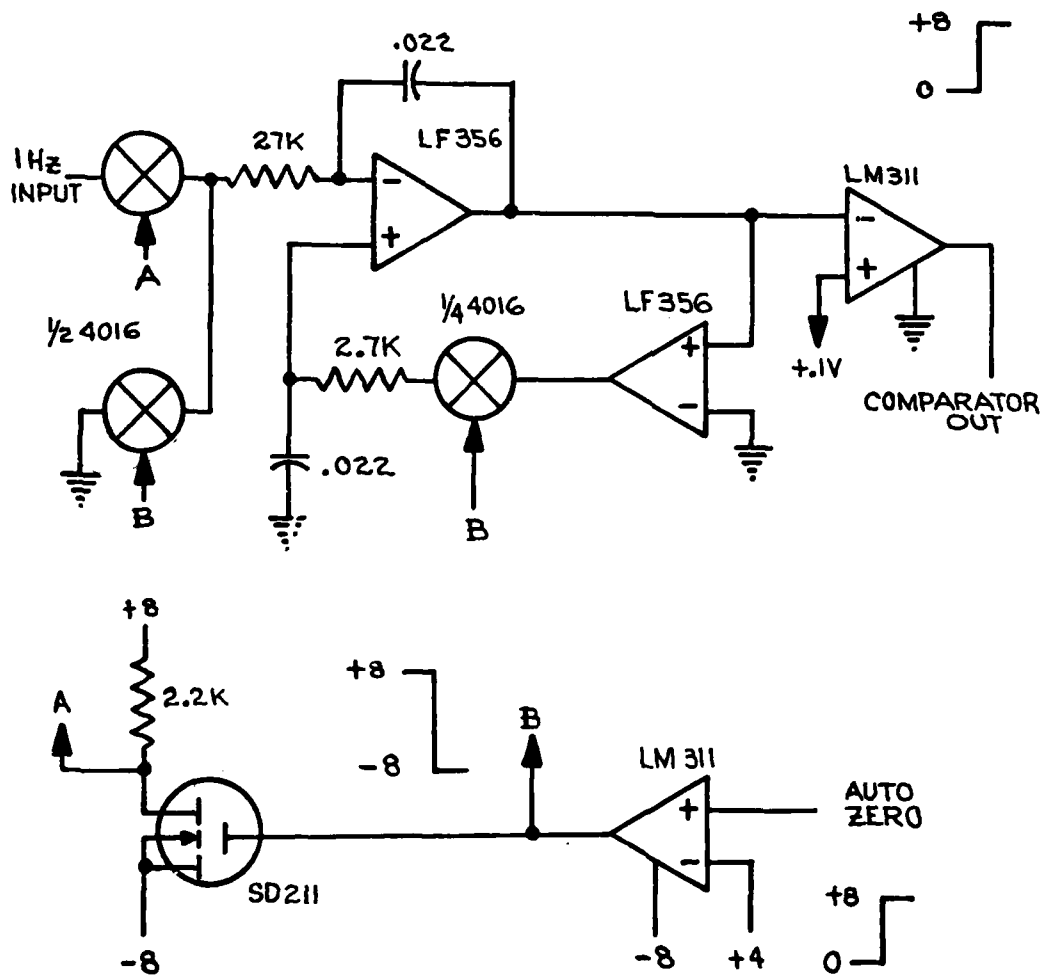 +8
0
.022
LF356
27K
1Hz
INPUT
-
+
A
LM311
-
+
+.1V
COMPARATOR
OUT
1/2 4016
B
2.7K
1/4 4016
LF356
+
-
B
.022
+8
2.2K
A
+8
-8
B
LM 311
+
-
AUTO
ZERO
SD211
-8
-8
+4
+8
0